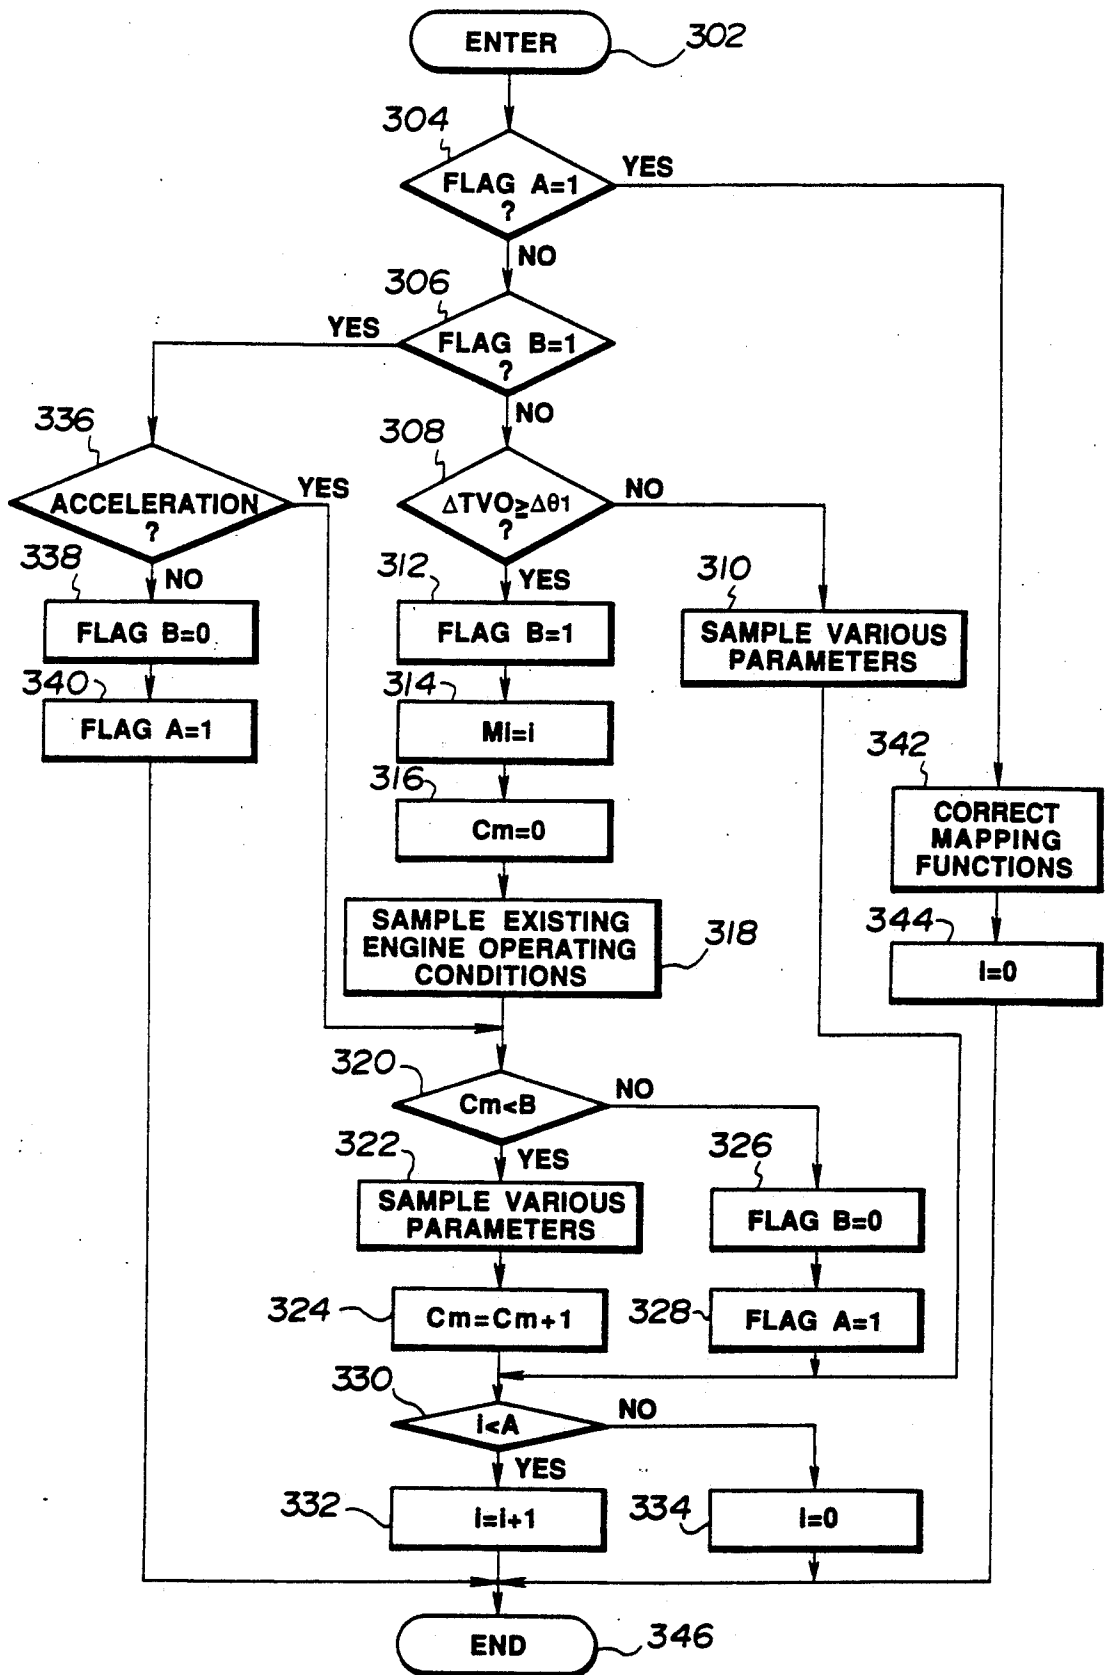 ENTER
302
304
FLAG A=1
?
YES
NO
306
YES
FLAG B=1
?
NO
336
ACCELERATION
?
YES
308
ΔTVO≧Δθ1
?
NO
338
NO
FLAG B=0
312
YES
FLAG B=1
310
SAMPLE VARIOUS
PARAMETERS
340
FLAG A=1
314
Mi=i
342
CORRECT
MAPPING
FUNCTIONS
316
Cm=0
SAMPLE EXISTING
ENGINE OPERATING
CONDITIONS
318
344
i=0
320
Cm<B
NO
322
YES
SAMPLE VARIOUS
PARAMETERS
326
FLAG B=0
324
Cm=Cm+1
328
FLAG A=1
330
i<A
NO
YES
332
i=i+1
334
i=0
END
346